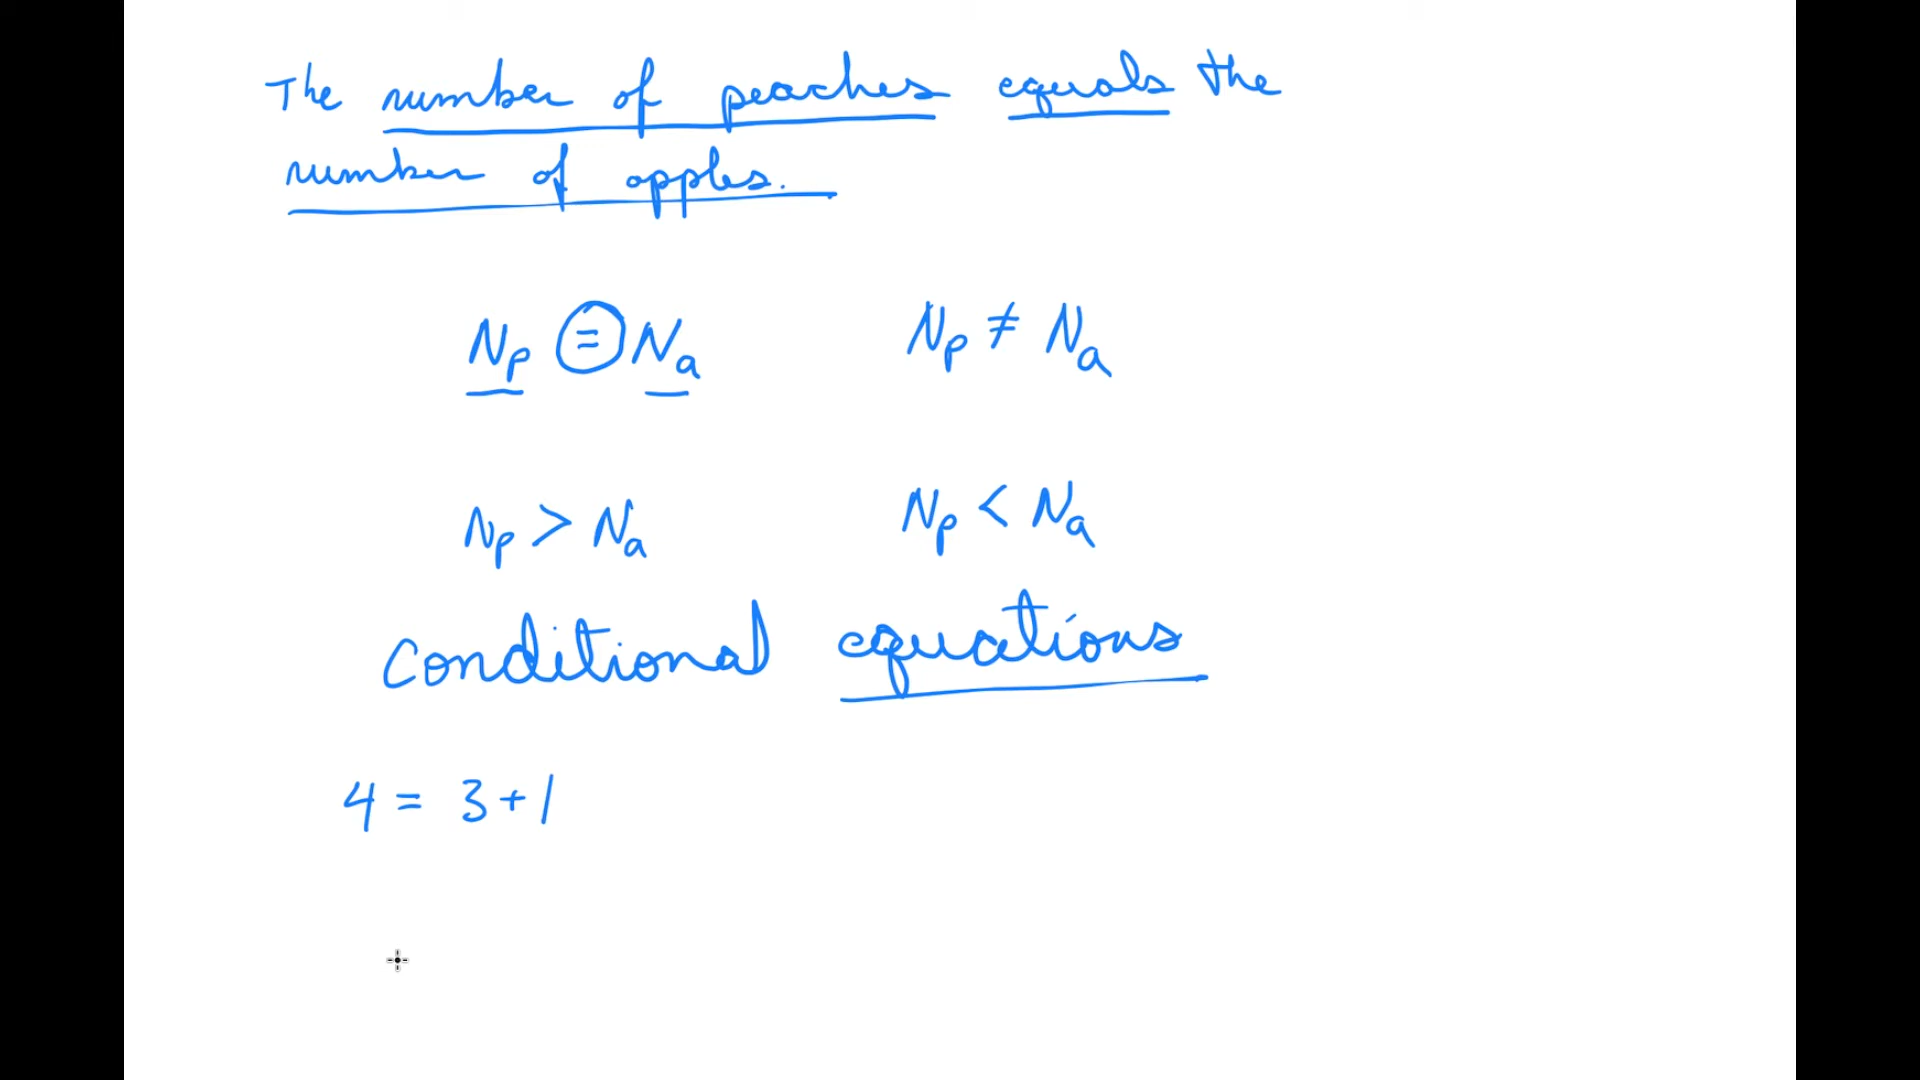 The number of peaches equals the
number of apples.
Np = Na Np ≠ Na
Np > Na Np < Na
Conditional equations
4 = 3 + 1